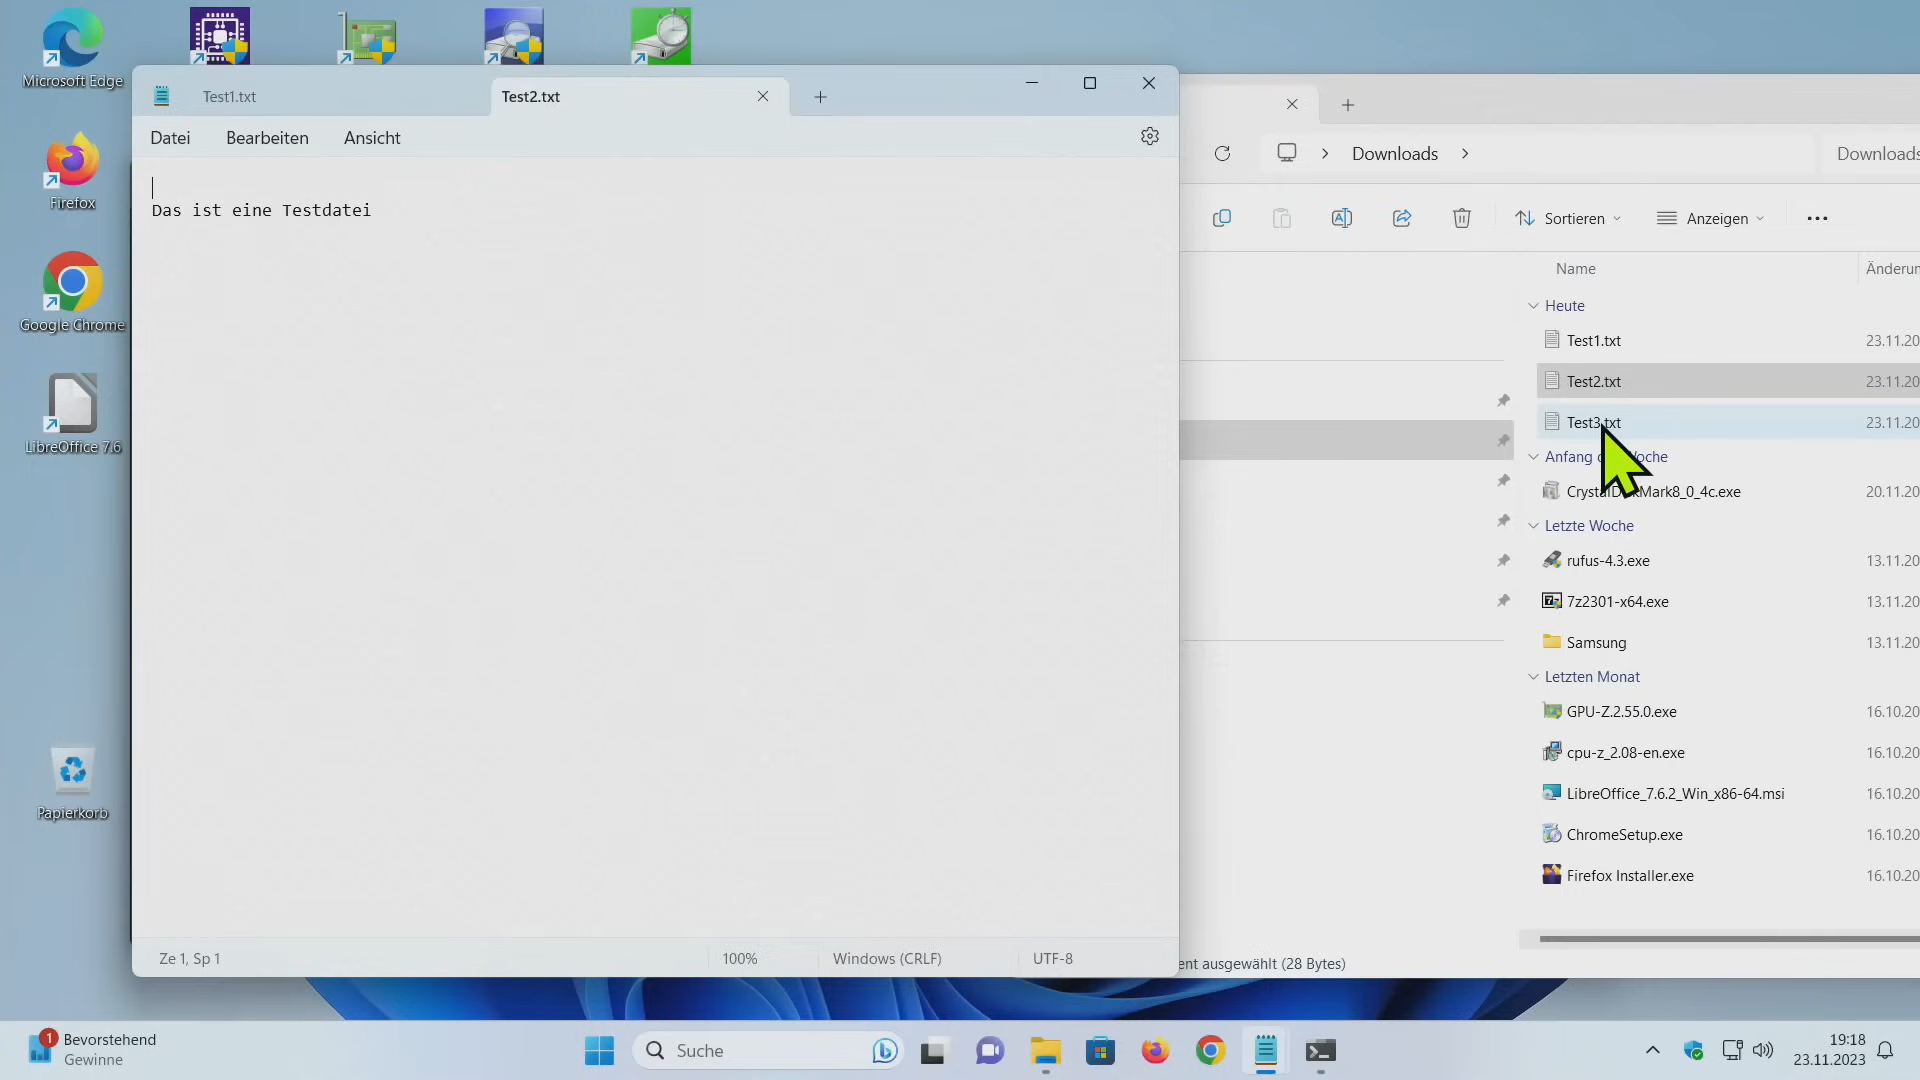 Microsoft Edge
Firefox
Google Chrome
LibreOffice 7.6
Papierkorb
Test1.txt
Test2.txt
Datei Bearbeiten Ansicht
Das ist eine Testdatei
Ze 1, Sp 1 100% Windows (CRLF) UTF-8
Downloads Downloads
Sortieren Anzeigen
Name Änderun
Heute
Test1.txt 23.11.20
Test2.txt 23.11.20
Test3.txt 23.11.20
Anfang Woche
CrystalDiskMark8_0_4c.exe 20.11.20
Letzte Woche
rufus-4.3.exe 13.11.20
7z2301-x64.exe 13.11.20
Samsung 13.11.20
Letzten Monat
GPU-Z.2.55.0.exe 16.10.20
cpu-z_2.08-en.exe 16.10.20
LibreOffice_7.6.2_Win_x86-64.msi 16.10.20
ChromeSetup.exe 16.10.20
Firefox Installer.exe 16.10.20
ent ausgewählt (28 Bytes)
1 Bevorstehend
Gewinne
Suche
19:18
23.11.2023